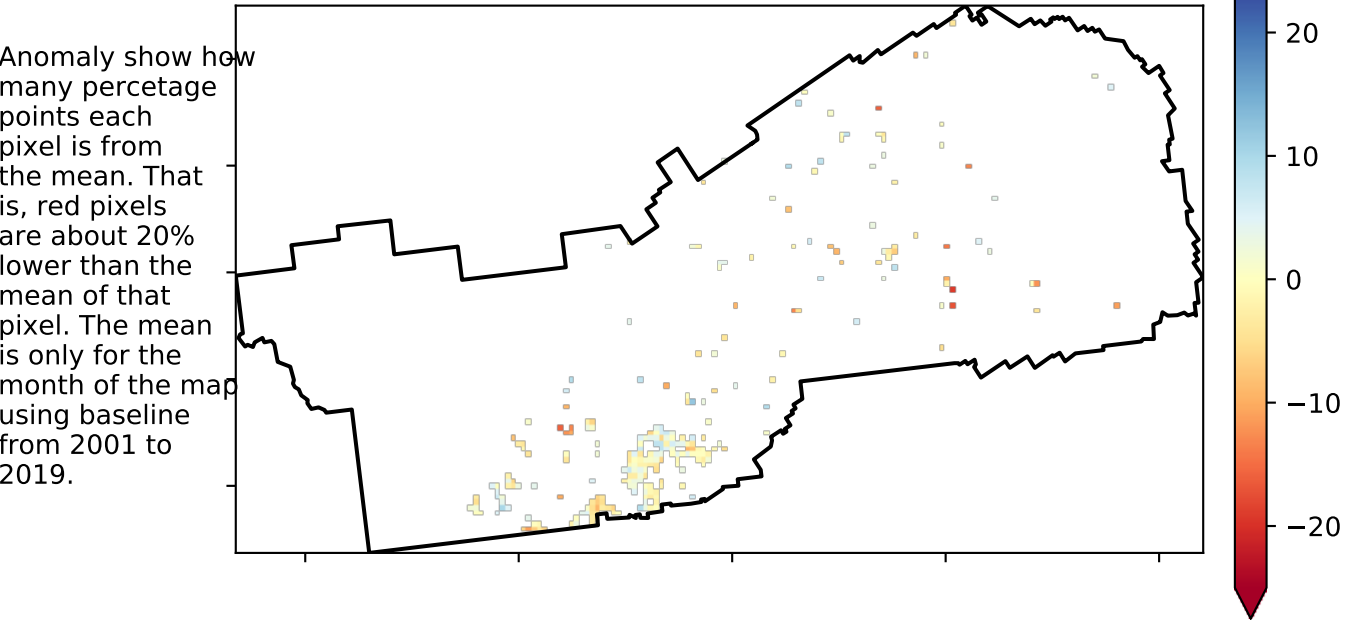 Anomaly show how
many percetage
points each
pixel is from
the mean. That
is, red pixels
are about 20%
lower than the
mean of that
pixel. The mean
is only for the
month of the map
using baseline
from 2001 to
2019.
20
10
0
−10
−20